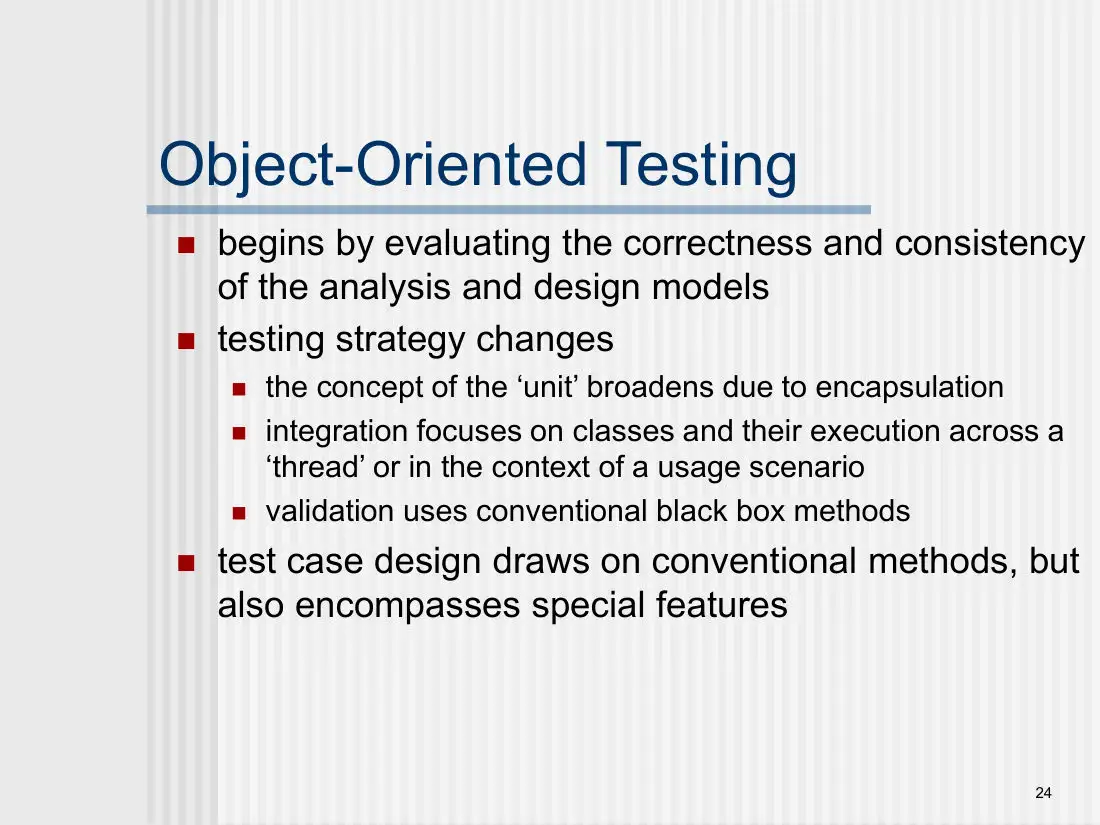 Object-Oriented Testing
begins by evaluating the correctness and consistency
of the analysis and design models
testing strategy changes
the concept of the ‘unit’ broadens due to encapsulation
integration focuses on classes and their execution across a
‘thread’ or in the context of a usage scenario
validation uses conventional black box methods
test case design draws on conventional methods, but
also encompasses special features
24